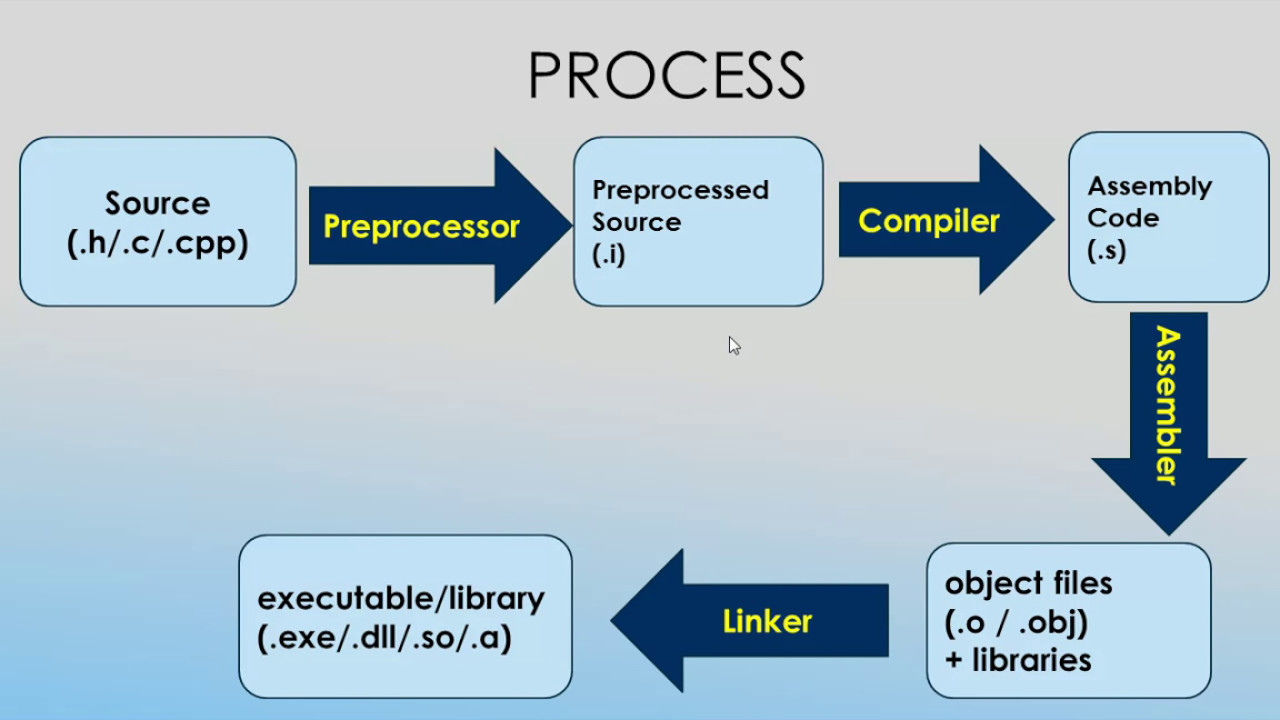 PROCESS
Source
(.h/.c/.cpp)
Preprocessor
Preprocessed
Source
(.i)
Compiler
Assembly
Code
(.s)
Assembler
object files
(.o / .obj)
+ libraries
Linker
executable/library
(.exe/.dll/.so/.a)